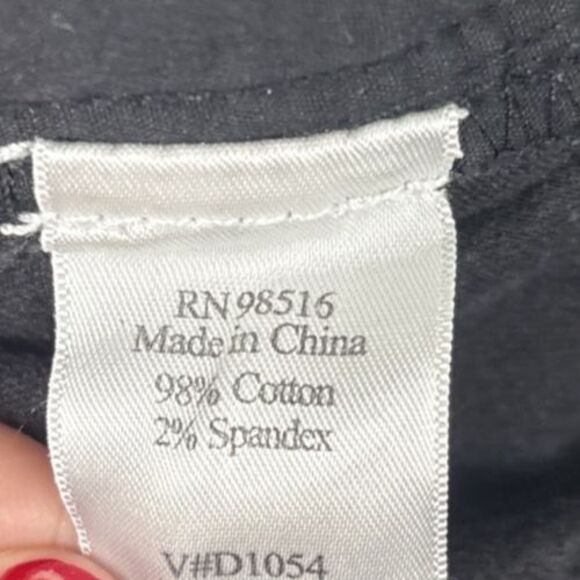 RN 98516
Made in China
98% Cotton
2% Spandex
V#D1054